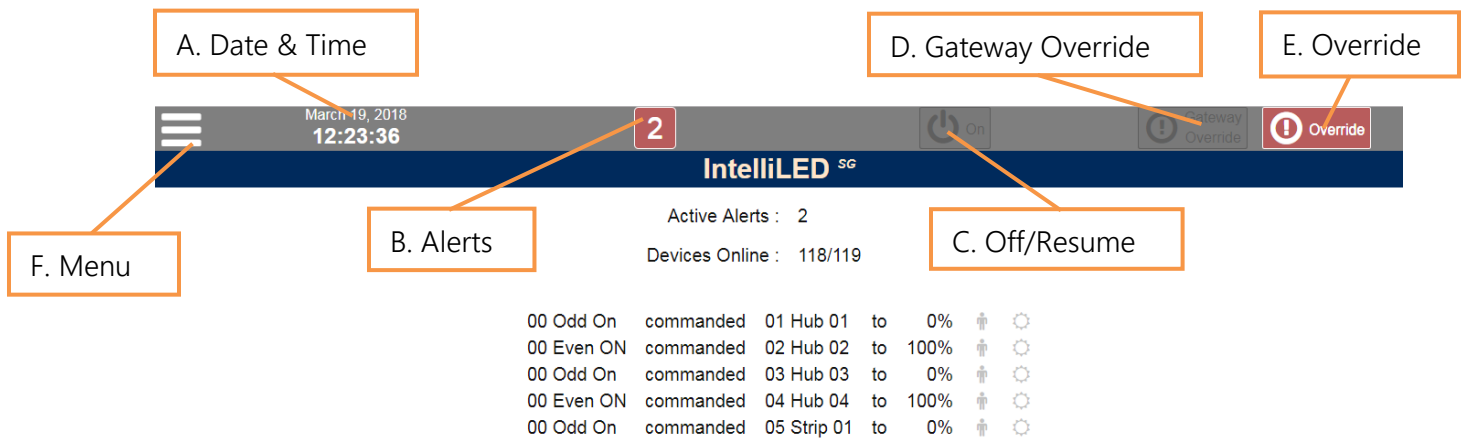 A. Date & Time
D. Gateway Override
E. Override
March 19, 2018
12:23:36
2
On
Gateway
Override
Override
IntelliLED SG
F. Menu
B. Alerts
C. Off/Resume
Active Alerts : 2
Devices Online : 118/119
00 Odd On commanded 01 Hub 01 to 0%
00 Even ON commanded 02 Hub 02 to 100%
00 Odd On commanded 03 Hub 03 to 0%
00 Even ON commanded 04 Hub 04 to 100%
00 Odd On commanded 05 Strip 01 to 0%